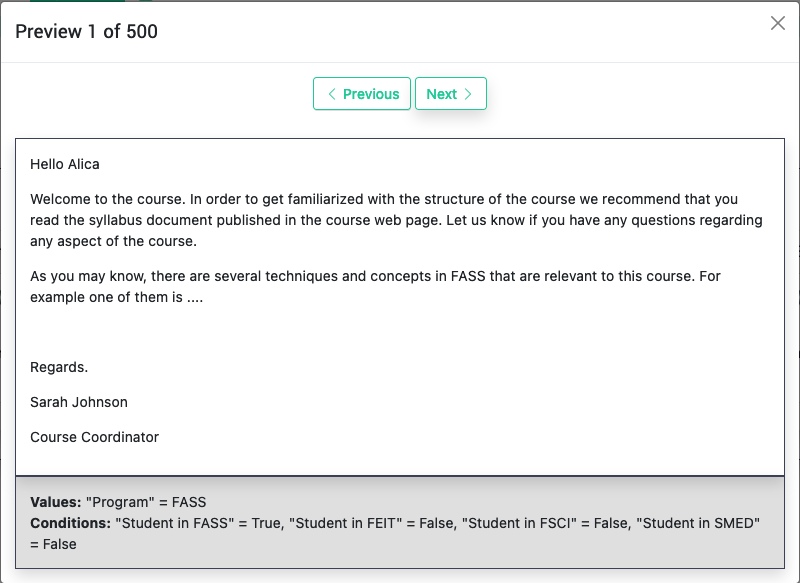 Preview 1 of 500
Previous
Next
Hello Alica
Welcome to the course. In order to get familiarized with the structure of the course we recommend that you
read the syllabus document published in the course web page. Let us know if you have any questions regarding
any aspect of the course.
As you may know, there are several techniques and concepts in FASS that are relevant to this course. For
example one of them is ....
Regards.
Sarah Johnson
Course Coordinator
Values: "Program" = FASS
Conditions: "Student in FASS" = True, "Student in FEIT" = False, "Student in FSCI" = False, "Student in SMED"
= False